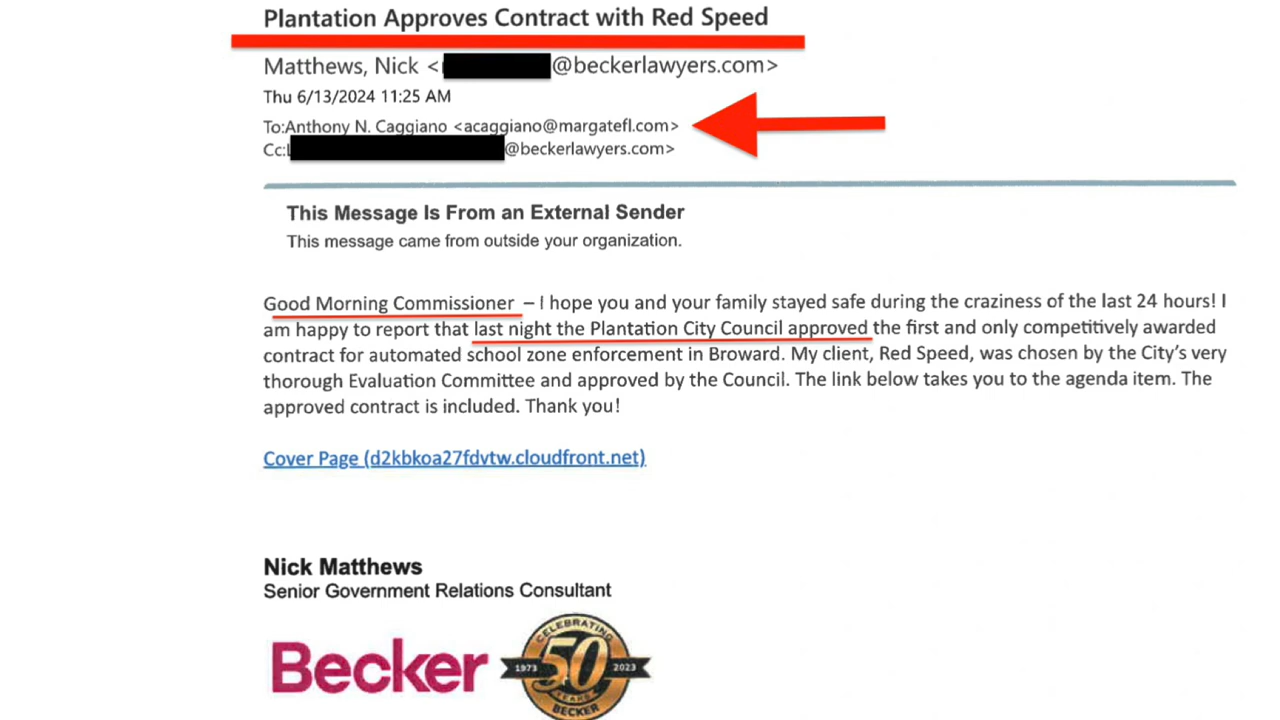 Plantation Approves Contract with Red Speed
Matthews, Nick < @beckerlawyers.com>
Thu 6/13/2024 11:25 AM
To:Anthony N. Caggiano <acaggiano@margatefl.com>
Cc: @beckerlawyers.com>
This Message Is From an External Sender
This message came from outside your organization.
Good Morning Commissioner – I hope you and your family stayed safe during the craziness of the last 24 hours! I
am happy to report that last night the Plantation City Council approved the first and only competitively awarded
contract for automated school zone enforcement in Broward. My client, Red Speed, was chosen by the City's very
thorough Evaluation Committee and approved by the Council. The link below takes you to the agenda item. The
approved contract is included. Thank you!
Cover Page (d2kbkoa27fdvtw.cloudfront.net)
Nick Matthews
Senior Government Relations Consultant
Becker
CELEBRATING
1973 50 2023
YEARS
BECKER